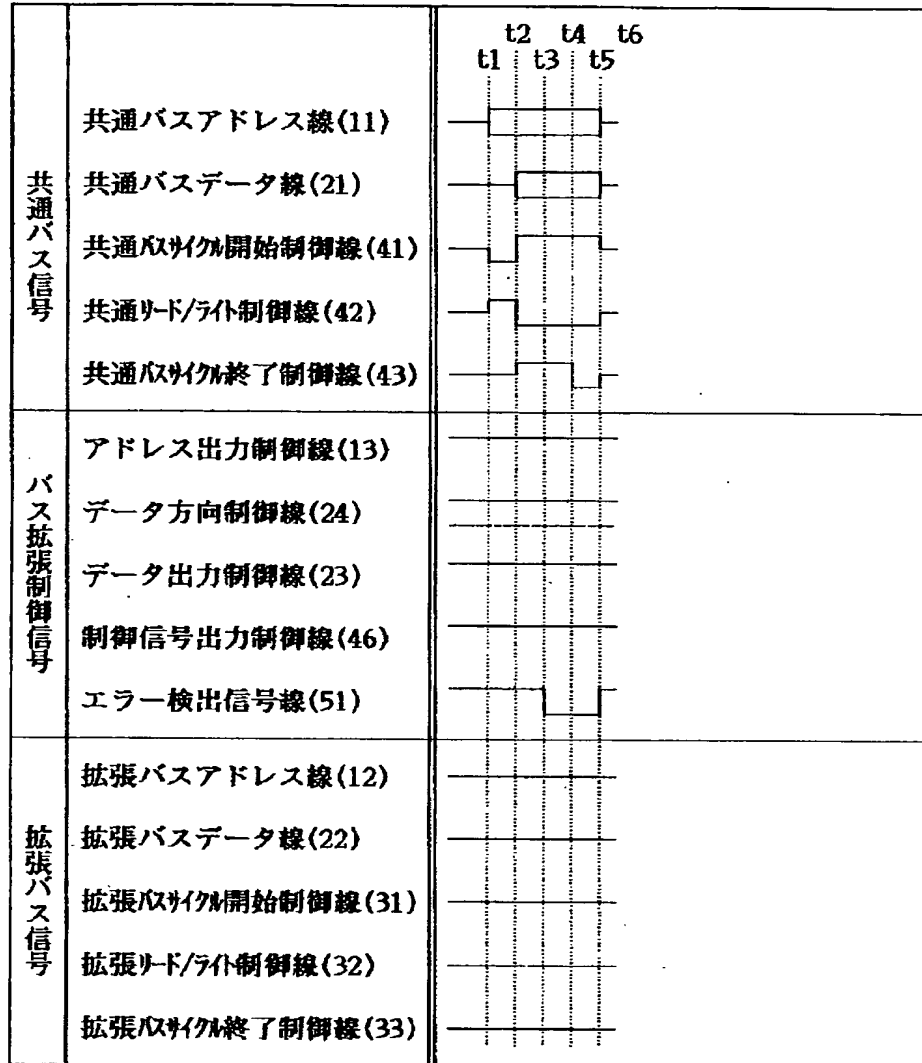 t2 t4 t6
t1 t3 t5
共通バス信号
共通バスアドレス線(11)
共通バスデータ線(21)
共通バスサイクル開始制御線(41)
共通リード/ライト制御線(42)
共通バスサイクル終了制御線(43)
バス拡張制御信号
アドレス出力制御線(13)
データ方向制御線(24)
データ出力制御線(23)
制御信号出力制御線(46)
エラー検出信号線(51)
拡張バス信号
拡張バスアドレス線(12)
拡張バスデータ線(22)
拡張バスサイクル開始制御線(31)
拡張リード/ライト制御線(32)
拡張バスサイクル終了制御線(33)